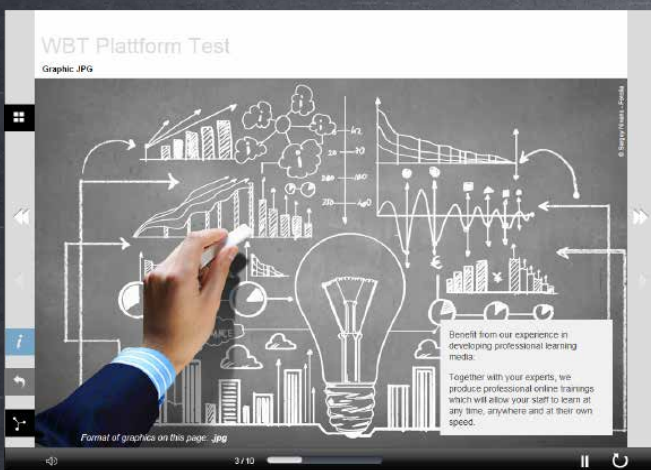 WBT Plattform Test
Graphic JPG
Benefit from our experience in
developing professional learning
media:
Together with your experts, we
produce professional online trainings
which will allow your staff to learn at
any time, anywhere and at their own
speed.
Format of graphics on this page: .jpg
3 / 10